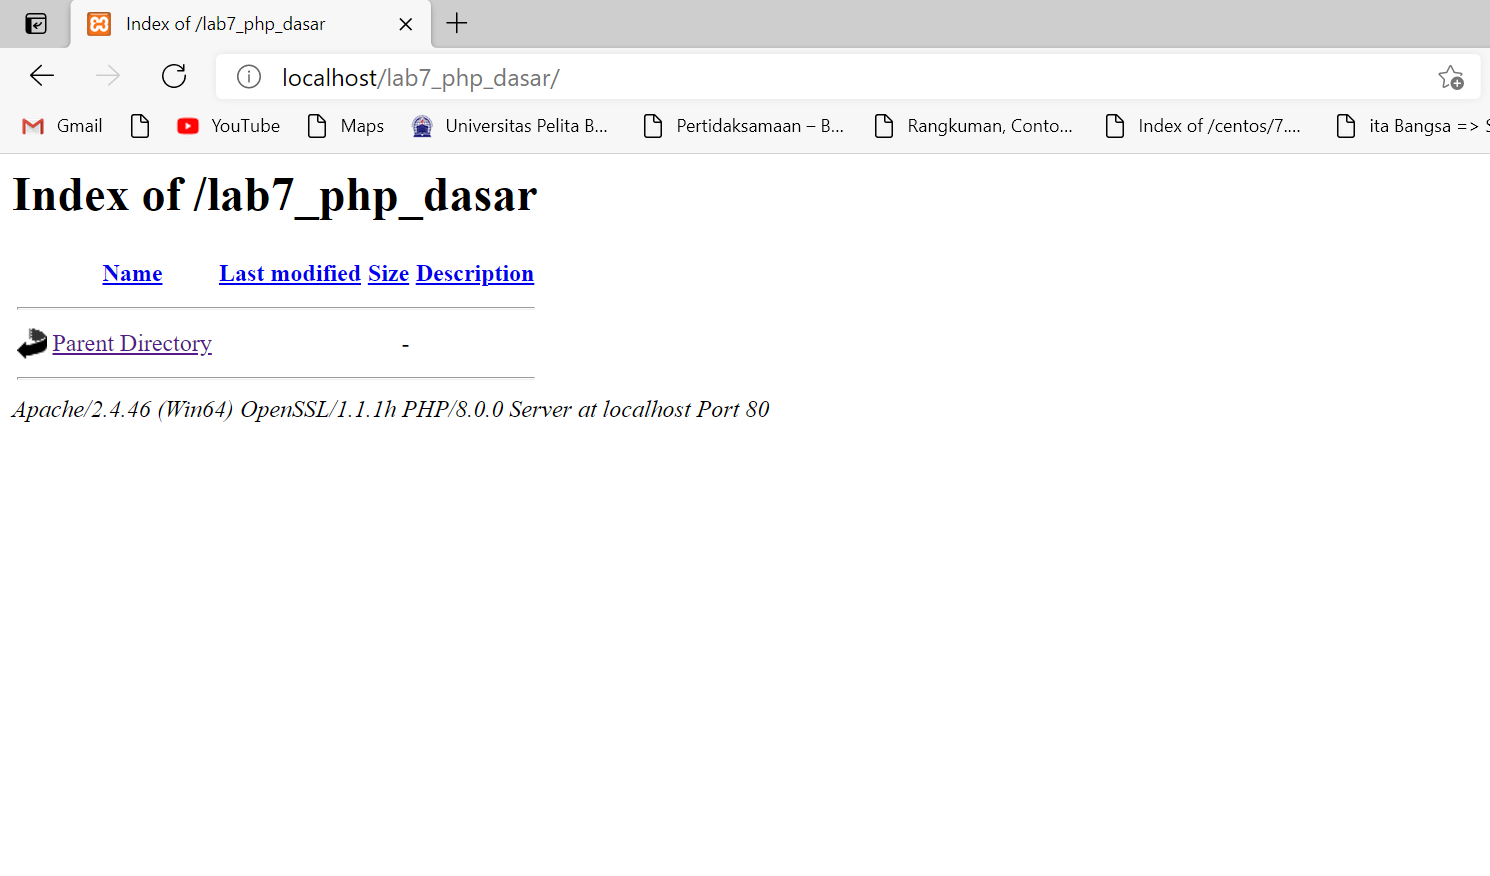 Index of /lab7_php_dasar
localhost/lab7_php_dasar/
Gmail YouTube Maps Universitas Pelita B... Pertidaksamaan – B... Rangkuman, Conto... Index of /centos/7.... ita Bangsa => S
Index of /lab7_php_dasar
Name Last modified Size Description
Parent Directory -
Apache/2.4.46 (Win64) OpenSSL/1.1.1h PHP/8.0.0 Server at localhost Port 80